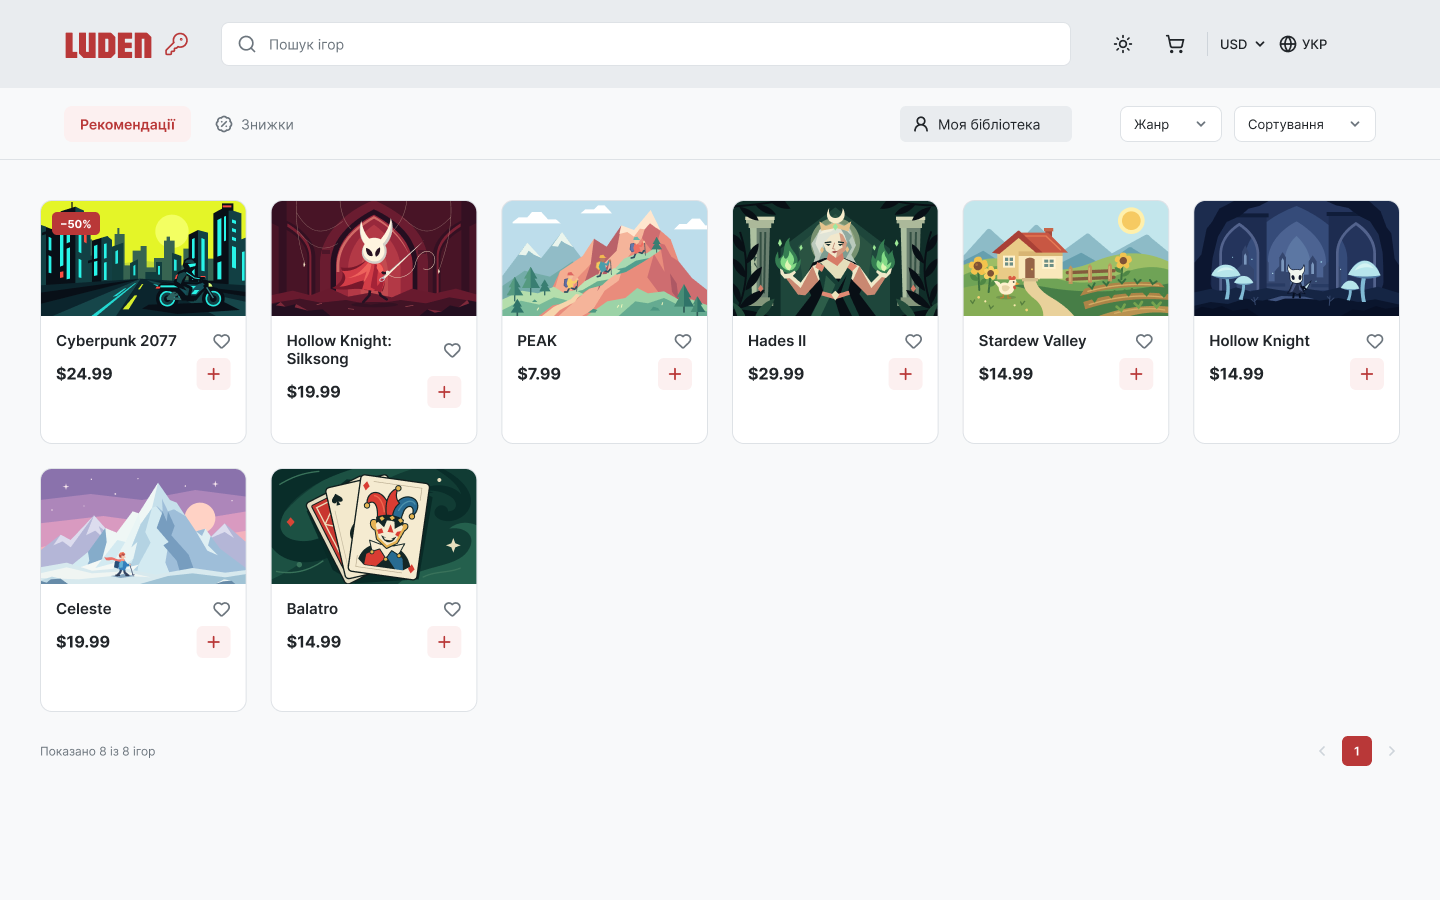 LUDEN
Пошук ігор
USD
УКР
Рекомендації
Знижки
Моя бібліотека
Жанр
Сортування
−50%
Cyberpunk 2077
$24.99
Hollow Knight:
Silksong
$19.99
PEAK
$7.99
Hades II
$29.99
Stardew Valley
$14.99
Hollow Knight
$14.99
Celeste
$19.99
Balatro
$14.99
Показано 8 із 8 ігор
1